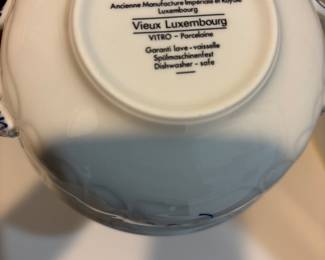 Ancienne Manufacture Impériale et Royale
Luxembourg
Vieux Luxembourg
VITRO - Porcelaine
Garanti lave-vaisselle
Spülmaschinenfest
Dishwasher - safe